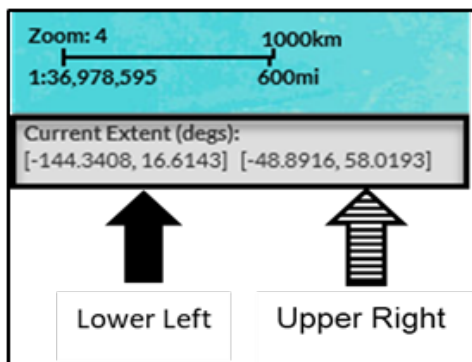 Zoom: 4 1000km
1:36,978,595 600mi
Current Extent (degs):
[-144.3408, 16.6143] [-48.8916, 58.0193]
Lower Left Upper Right